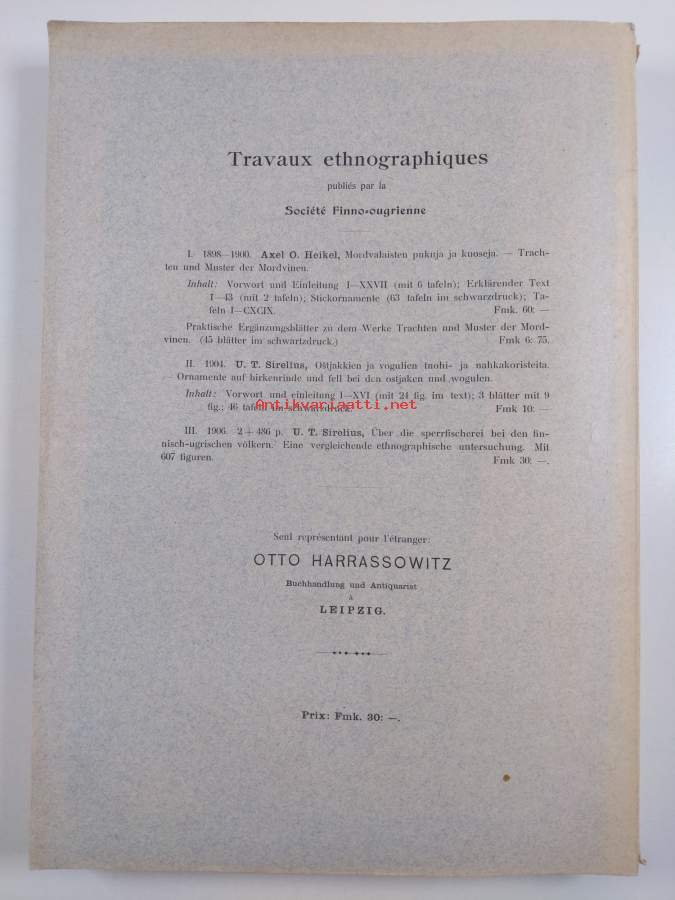 Travaux ethnographiques
publiés par la
Société Finno-ougrienne
I. 1898—1900. Axel O. Heikel, Mordvalaisten pukuja ja kuoseja. — Trach-
ten und Muster der Mordvinen.
Inhalt: Vorwort und Einleitung I—XXVII (mit 6 tafeln); Erklärender Text
1—43 (mit 2 tafeln); Stickornamente (63 tafeln im schwarzdruck); Ta-
feln I—CXCIX. Fmk. 60: —
Praktische Ergänzungsblätter zu dem Werke Trachten und Muster der Mord-
vinen. (45 blätter im schwartzdruck.) Fmk 6: 75.
II. 1904. U. T. Sirelius, Ostjakkien ja vogulien tuohi- ja nahkakoristeita.
— Ornamente auf birkenrinde und fell bei den ostjaken und wogulen.
Inhalt: Vorwort und einleitung I—XVI (mit 24 fig. im text); 3 blätter mit 9
fig.; 46 tafeln im schwarzdruck. Fmk 10: —
Antikvariaatti.net
III. 1906. 2 + 486 p. U. T. Sirelius, Über die sperrfischerei bei den fin-
nisch-ugrischen völkern. Eine vergleichende ethnographische untersuchung. Mit
607 figuren. Fmk 30: —.
Seul représentant pour l'étranger:
OTTO HARRASSOWITZ
Buchhandlung und Antiquariat
à
LEIPZIG.
Prix: Fmk. 30: —.